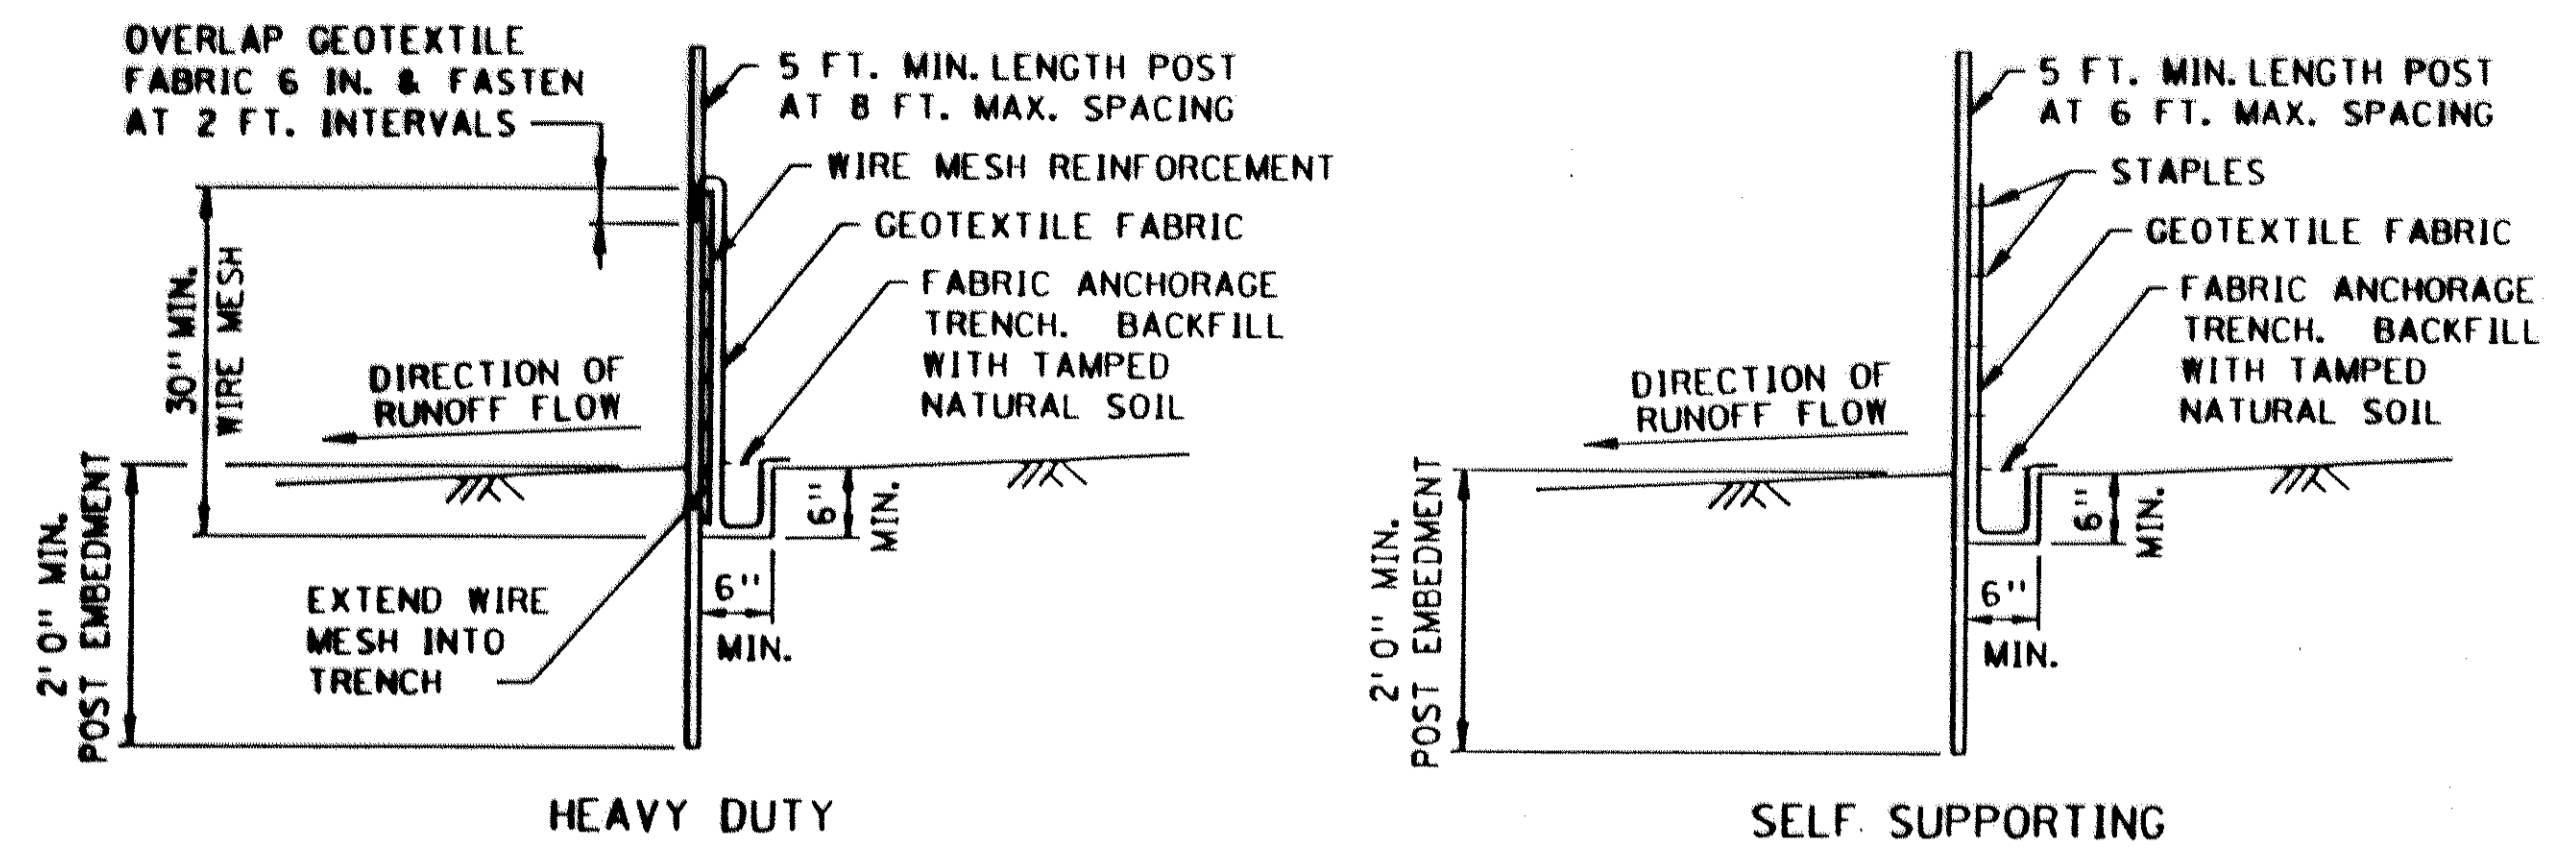 OVERLAP GEOTEXTILE
FABRIC 6 IN. & FASTEN
AT 2 FT. INTERVALS
5 FT. MIN. LENGTH POST
AT 8 FT. MAX. SPACING
WIRE MESH REINFORCEMENT
GEOTEXTILE FABRIC
FABRIC ANCHORAGE
TRENCH. BACKFILL
WITH TAMPED
NATURAL SOIL
30" MIN.
WIRE MESH
DIRECTION OF
RUNOFF FLOW
2'0" MIN.
POST EMBEDMENT
6"
MIN.
6"
MIN.
EXTEND WIRE
MESH INTO
TRENCH
HEAVY DUTY
5 FT. MIN. LENGTH POST
AT 6 FT. MAX. SPACING
STAPLES
GEOTEXTILE FABRIC
FABRIC ANCHORAGE
TRENCH. BACKFILL
WITH TAMPED
NATURAL SOIL
DIRECTION OF
RUNOFF FLOW
2'0" MIN.
POST EMBEDMENT
6"
MIN.
6"
MIN.
SELF SUPPORTING